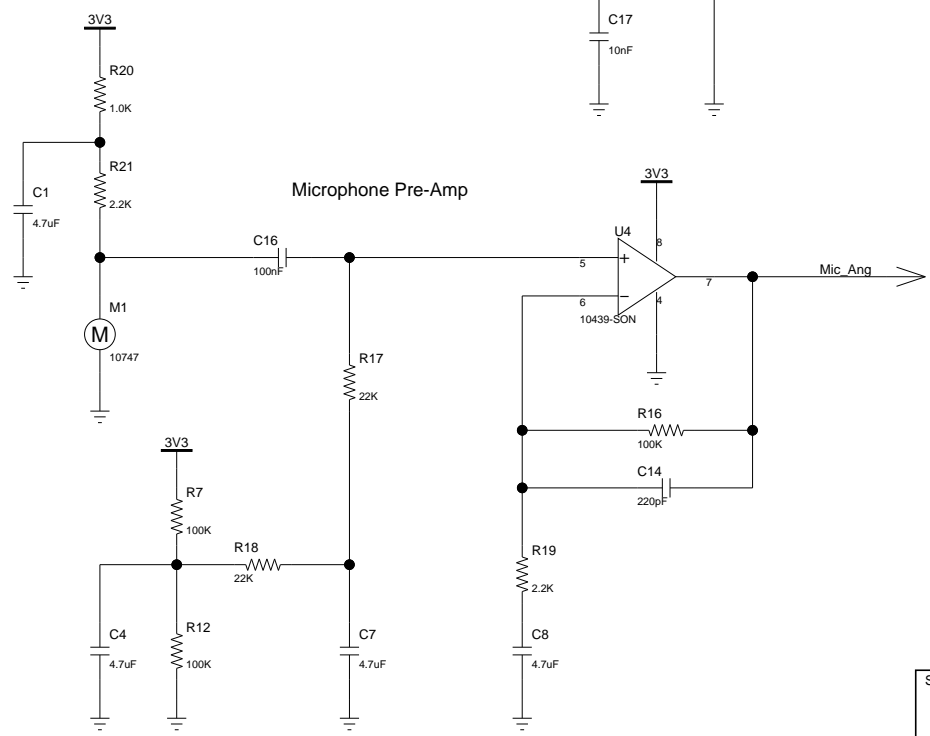 3V3
C17
10nF
R20
1.0K
R21
2.2K
C1
4.7uF
Microphone Pre-Amp
3V3
U4
8
C16
100nF
5
+
7
Mic_Ang
6
−
4
10439-SON
M1
M
10747
R17
22K
R16
100K
3V3
C14
220pF
R7
100K
R18
22K
R19
2.2K
C4
4.7uF
R12
100K
C7
4.7uF
C8
4.7uF
S